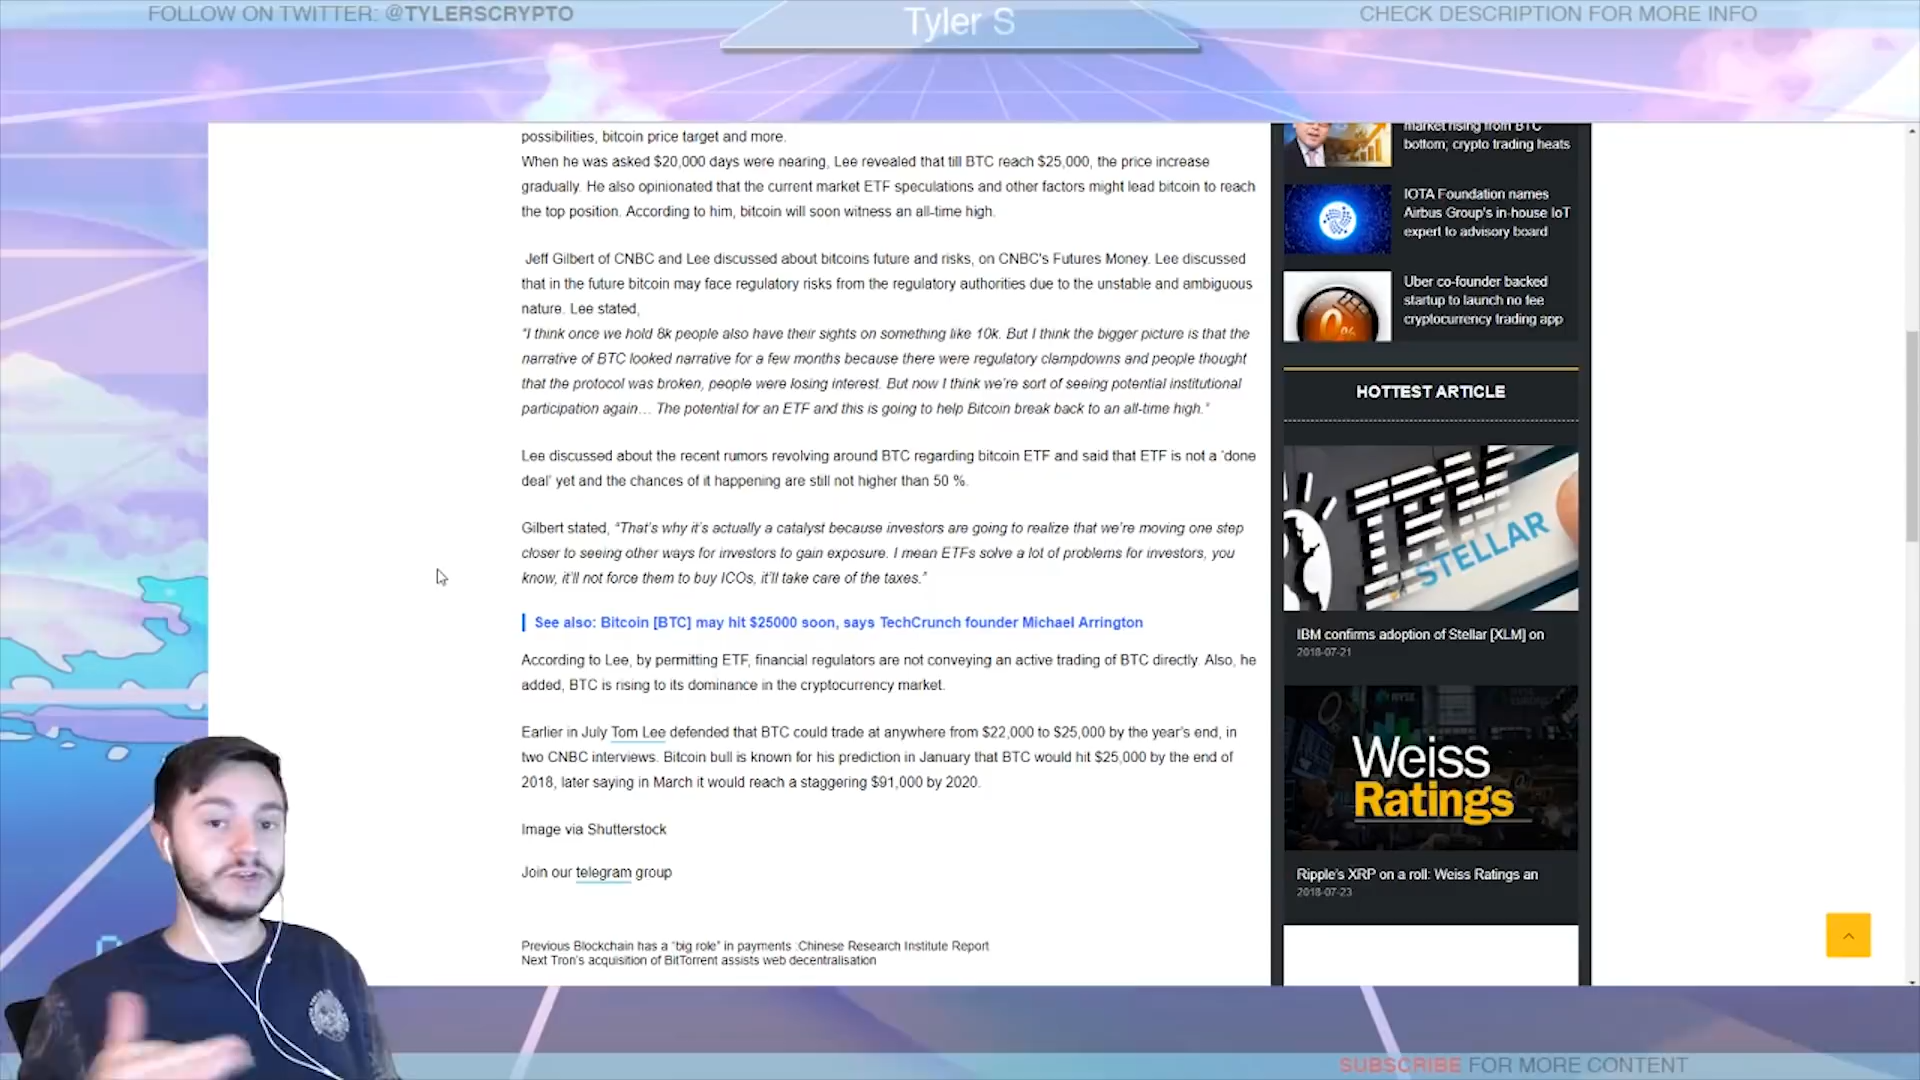 FOLLOW ON TWITTER: @TYLERSCRYPTO
Tyler S
CHECK DESCRIPTION FOR MORE INFO
possibilities, bitcoin price target and more.
When he was asked $20,000 days were nearing, Lee revealed that till BTC reach $25,000, the price increase
gradually. He also opinionated that the current market ETF speculations and other factors might lead bitcoin to reach
the top position. According to him, bitcoin will soon witness an all-time high.
Jeff Gilbert of CNBC and Lee discussed about bitcoins future and risks, on CNBC's Futures Money. Lee discussed
that in the future bitcoin may face regulatory risks from the regulatory authorities due to the unstable and ambiguous
nature. Lee stated,
“I think once we hold 8k people also have their sights on something like 10k. But I think the bigger picture is that the
narrative of BTC looked narrative for a few months because there were regulatory clampdowns and people thought
that the protocol was broken, people were losing interest. But now I think we’re sort of seeing potential institutional
participation again… The potential for an ETF and this is going to help Bitcoin break back to an all-time high.”
Lee discussed about the recent rumors revolving around BTC regarding bitcoin ETF and said that ETF is not a ‘done
deal’ yet and the chances of it happening are still not higher than 50 %.
Gilbert stated, “That’s why it’s actually a catalyst because investors are going to realize that we’re moving one step
closer to seeing other ways for investors to gain exposure. I mean ETFs solve a lot of problems for investors, you
know, it’ll not force them to buy ICOs, it’ll take care of the taxes.”
See also: Bitcoin [BTC] may hit $25000 soon, says TechCrunch founder Michael Arrington
According to Lee, by permitting ETF, financial regulators are not conveying an active trading of BTC directly. Also, he
added, BTC is rising to its dominance in the cryptocurrency market.
Earlier in July Tom Lee defended that BTC could trade at anywhere from $22,000 to $25,000 by the year’s end, in
two CNBC interviews. Bitcoin bull is known for his prediction in January that BTC would hit $25,000 by the end of
2018, later saying in March it would reach a staggering $91,000 by 2020.
Image via Shutterstock
Join our telegram group
Previous Blockchain has a “big role” in payments :Chinese Research Institute Report
Next Tron’s acquisition of BitTorrent assists web decentralisation
market rising from BTC
bottom; crypto trading heats
IOTA Foundation names
Airbus Group's in-house IoT
expert to advisory board
0%
Uber co-founder backed
startup to launch no fee
cryptocurrency trading app
HOTTEST ARTICLE
IBM
STELLAR
IBM confirms adoption of Stellar [XLM] on
2018-07-21
NYSE
Weiss
Ratings
Ripple's XRP on a roll: Weiss Ratings an
2018-07-23
SUBSCRIBE FOR MORE CONTENT